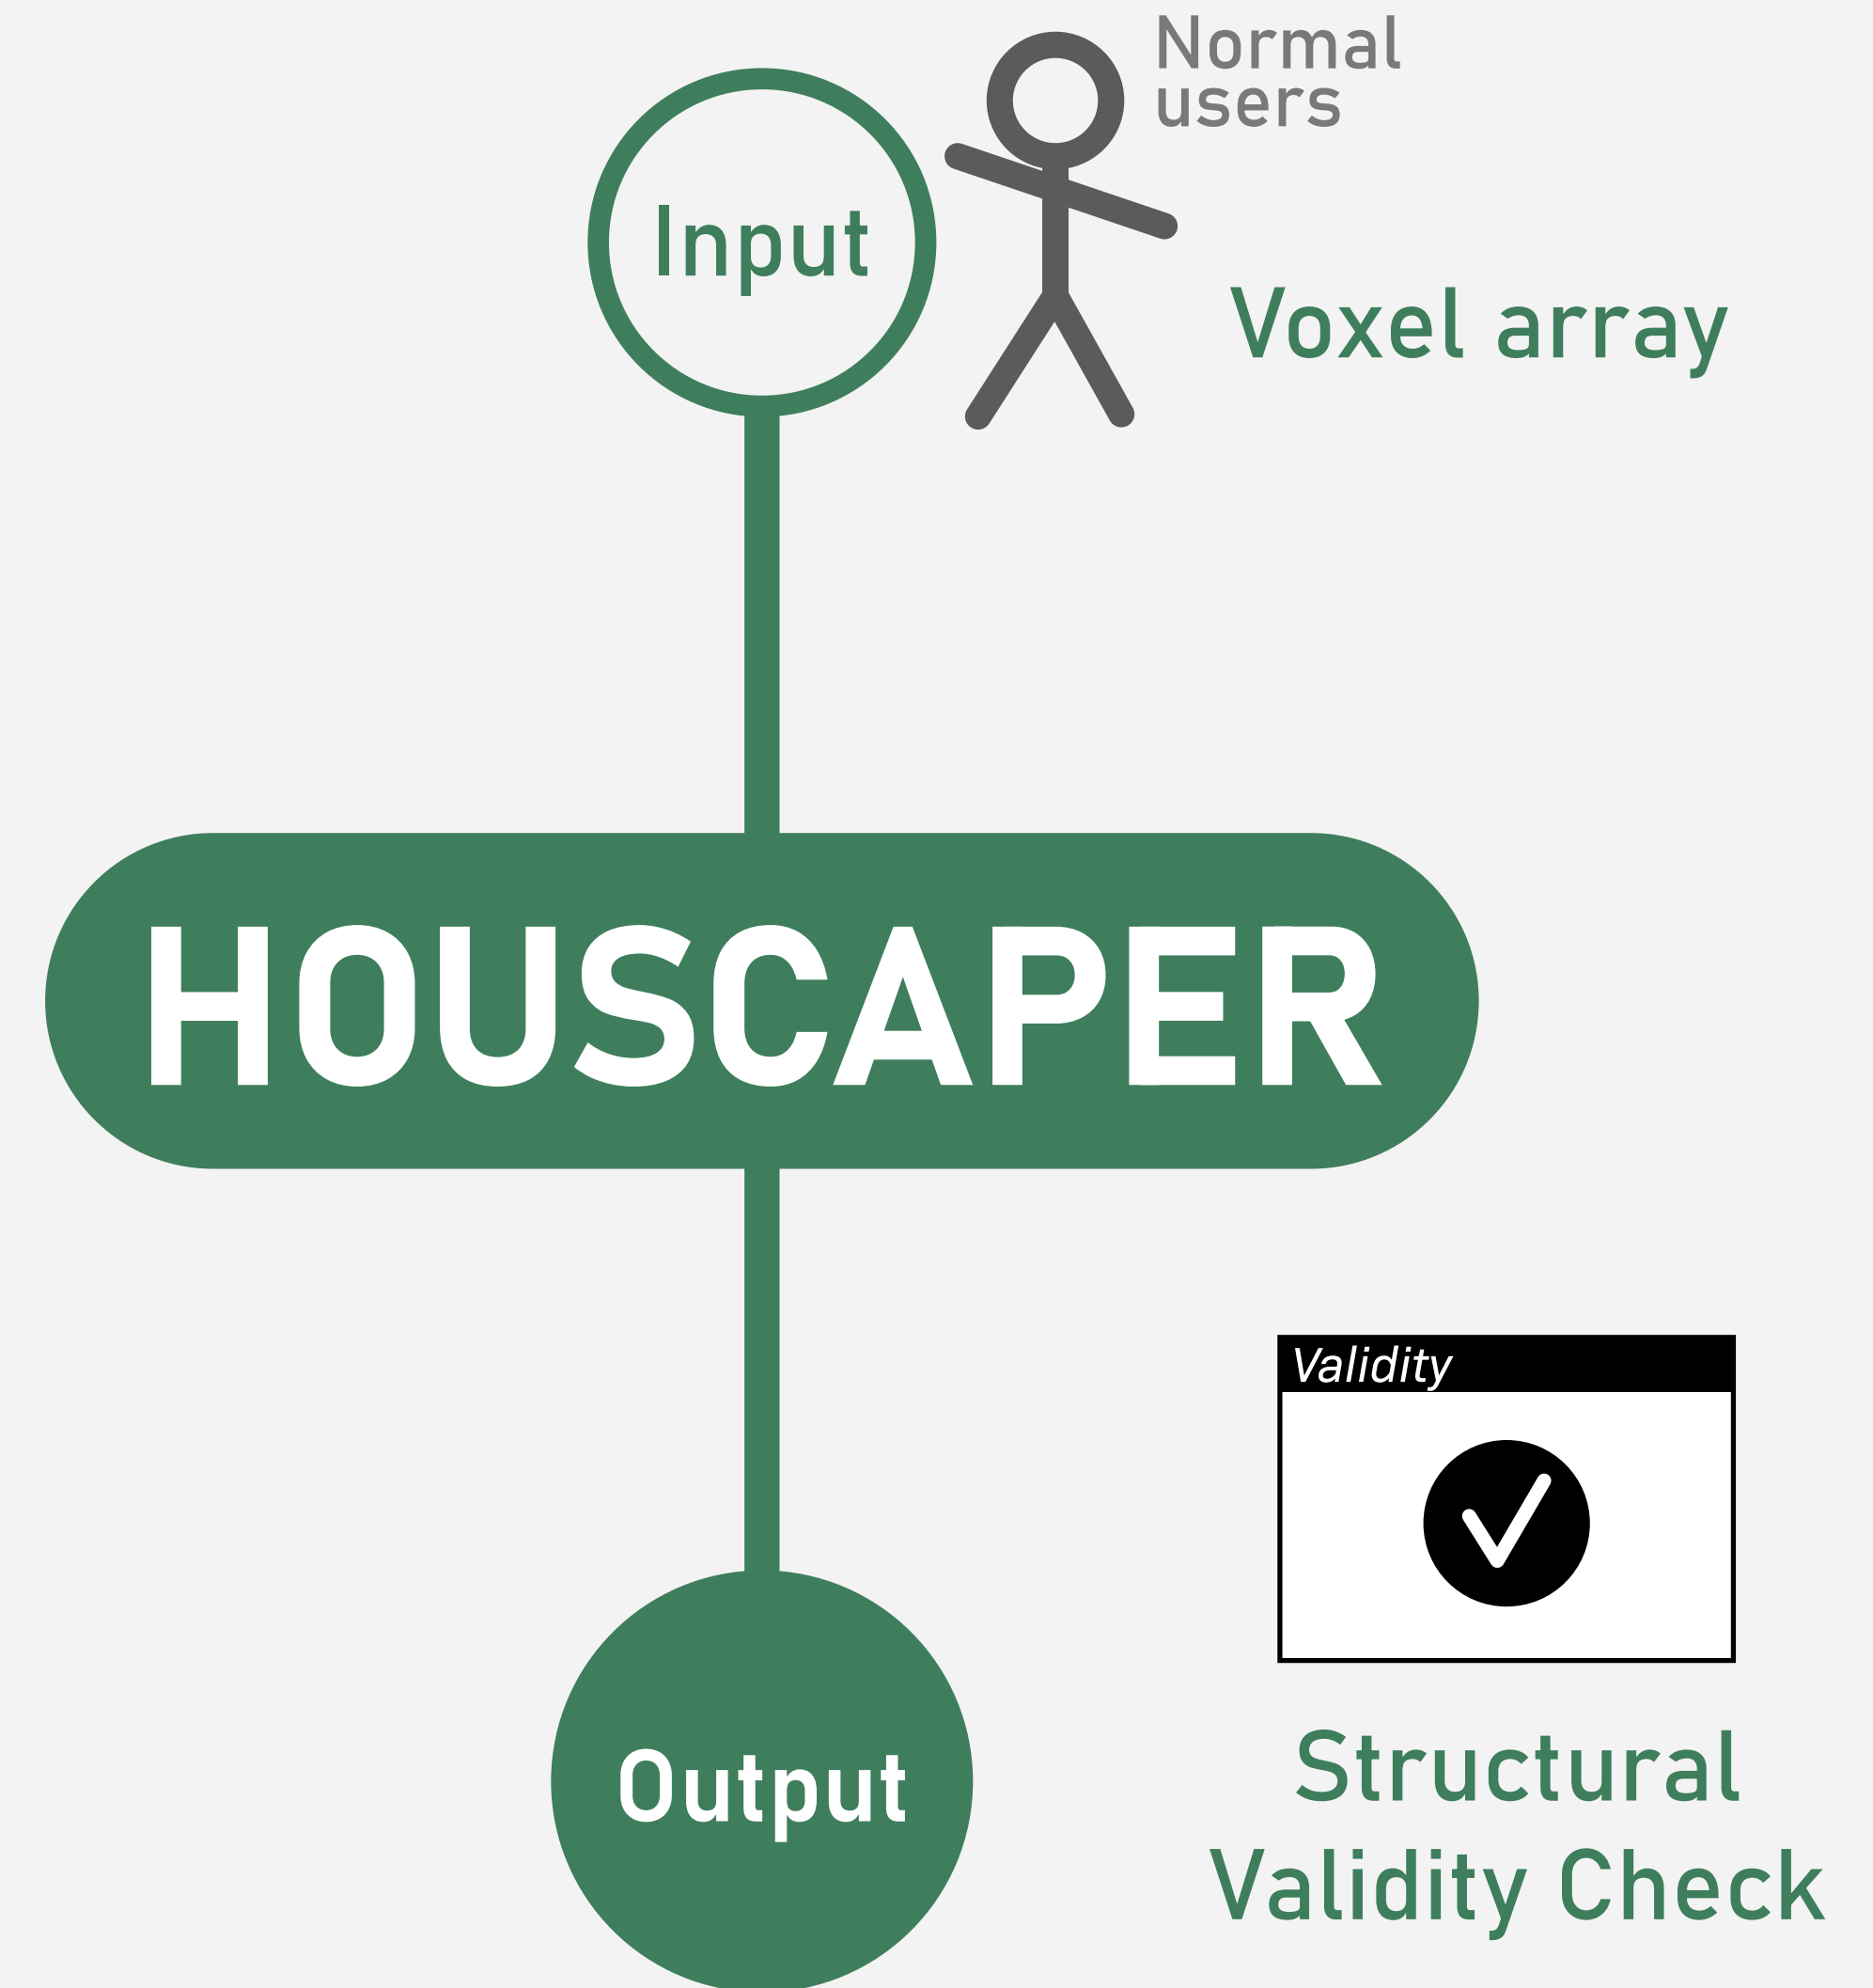 Normal
users
Input
Voxel array
HOUSCAPER
Validity
Output
Structural
Validity Check